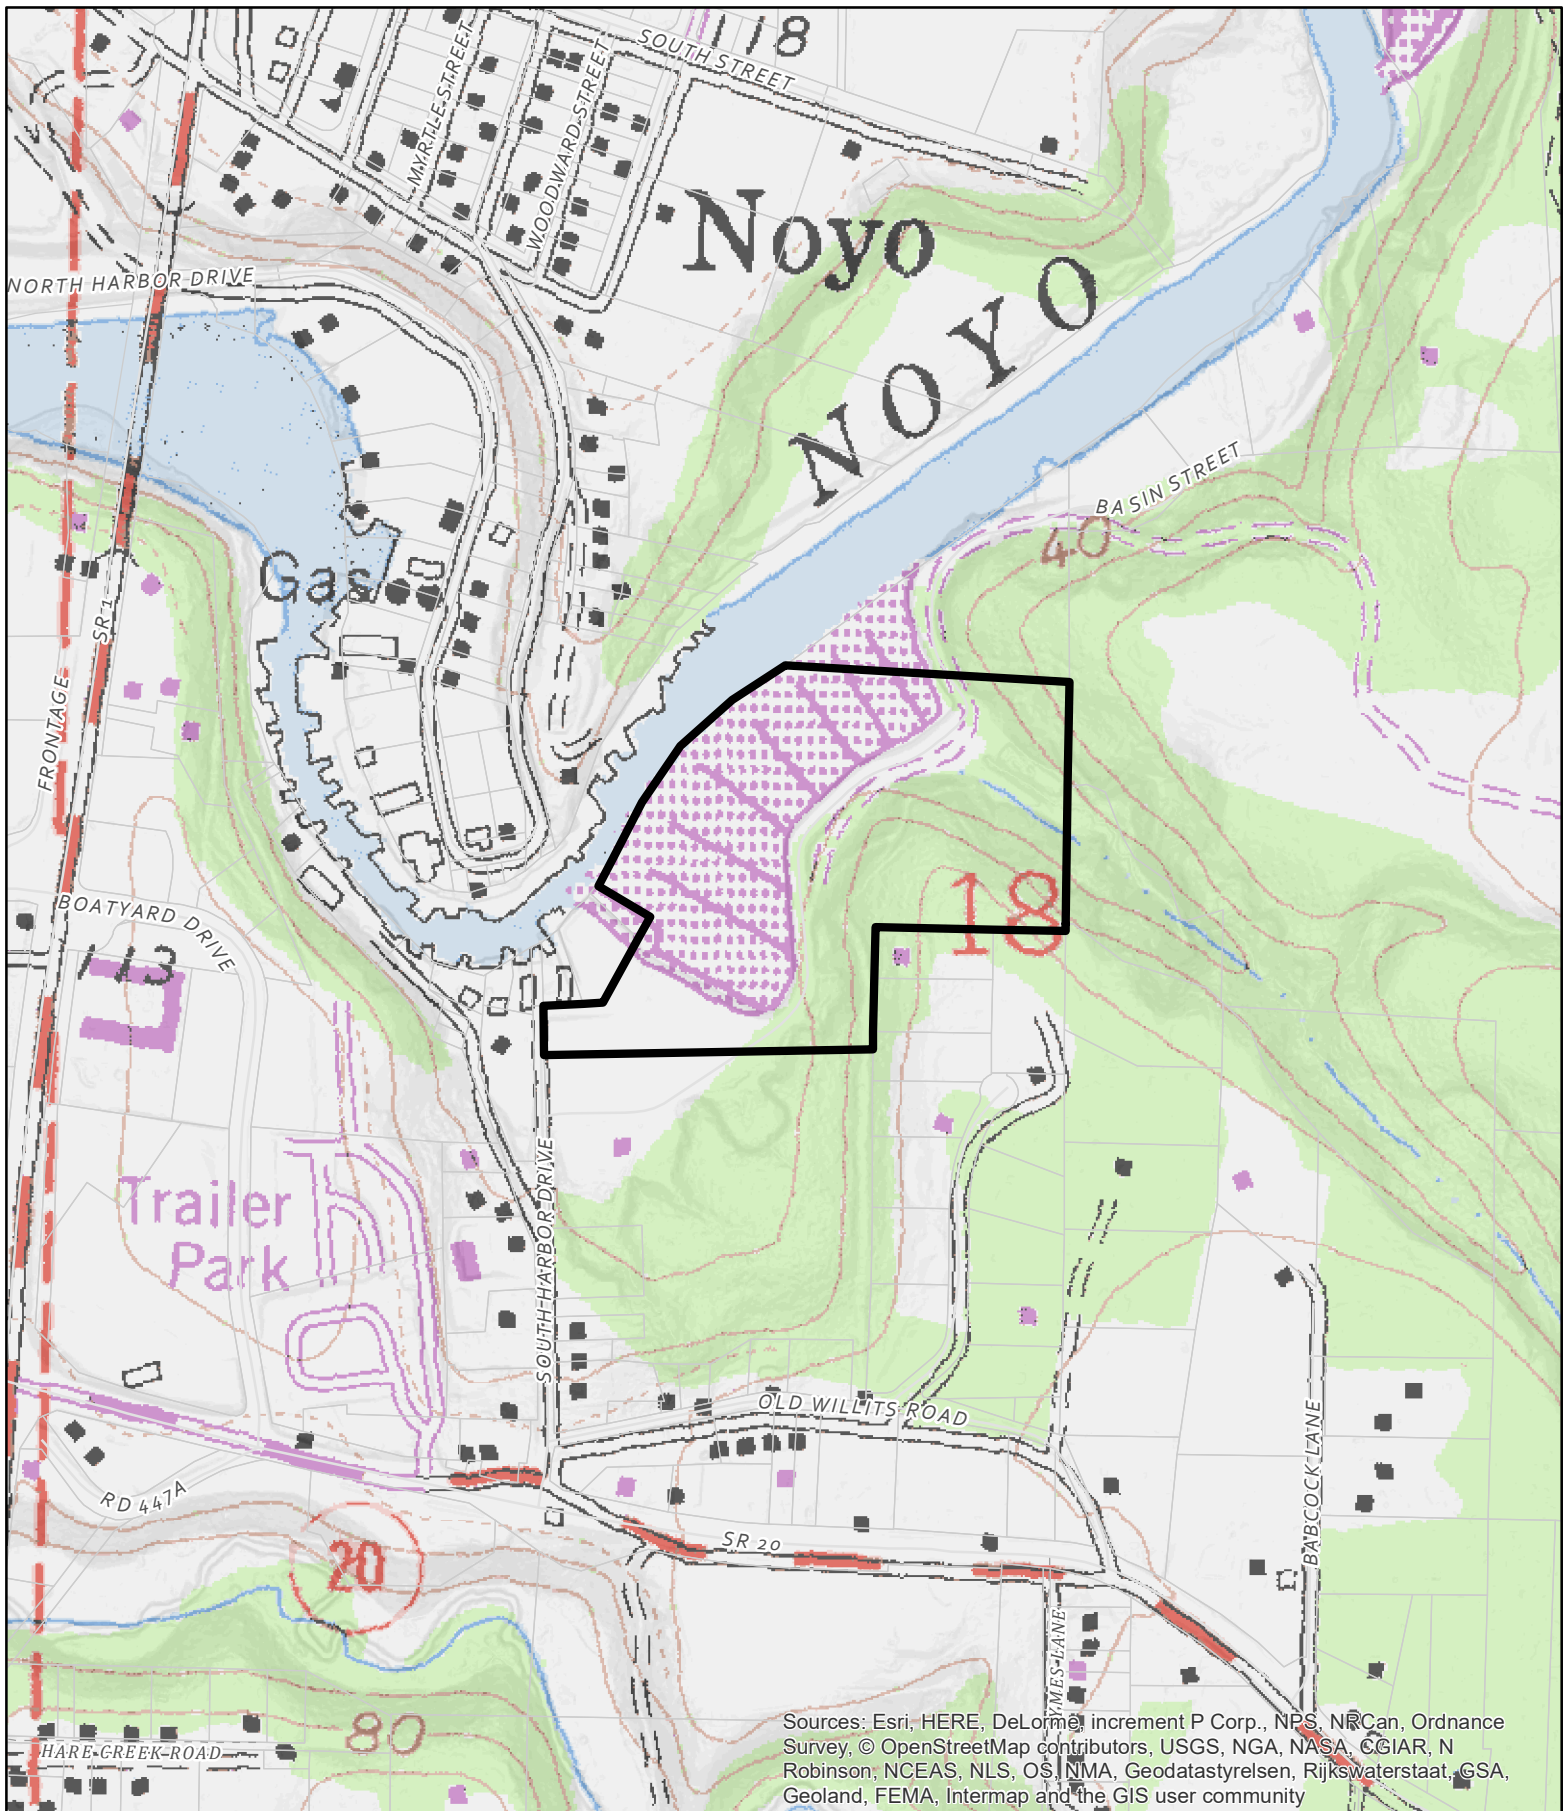 118
SOUTH STREET
MYRTLE STREET
WOODWARD STREET
Noyo
NORTH HARBOR DRIVE
NOYO
BASIN STREET
40
Gas
SR 1
FRONTAGE
18
BOATYARD DRIVE
113
Trailer
Park
SOUTH HARBOR DRIVE
OLD WILLITS ROAD
BABCOCK LANE
RD 447A
SR 20
20
80
HARE CREEK ROAD
Sources: Esri, HERE, DeLorme, increment P Corp., NPS, NRCan, Ordnance
Survey, © OpenStreetMap contributors, USGS, NGA, NASA, CGIAR, N
Robinson, NCEAS, NLS, OS, NMA, Geodatastyrelsen, Rijkswaterstaat, GSA,
Geoland, FEMA, Intermap and the GIS user community